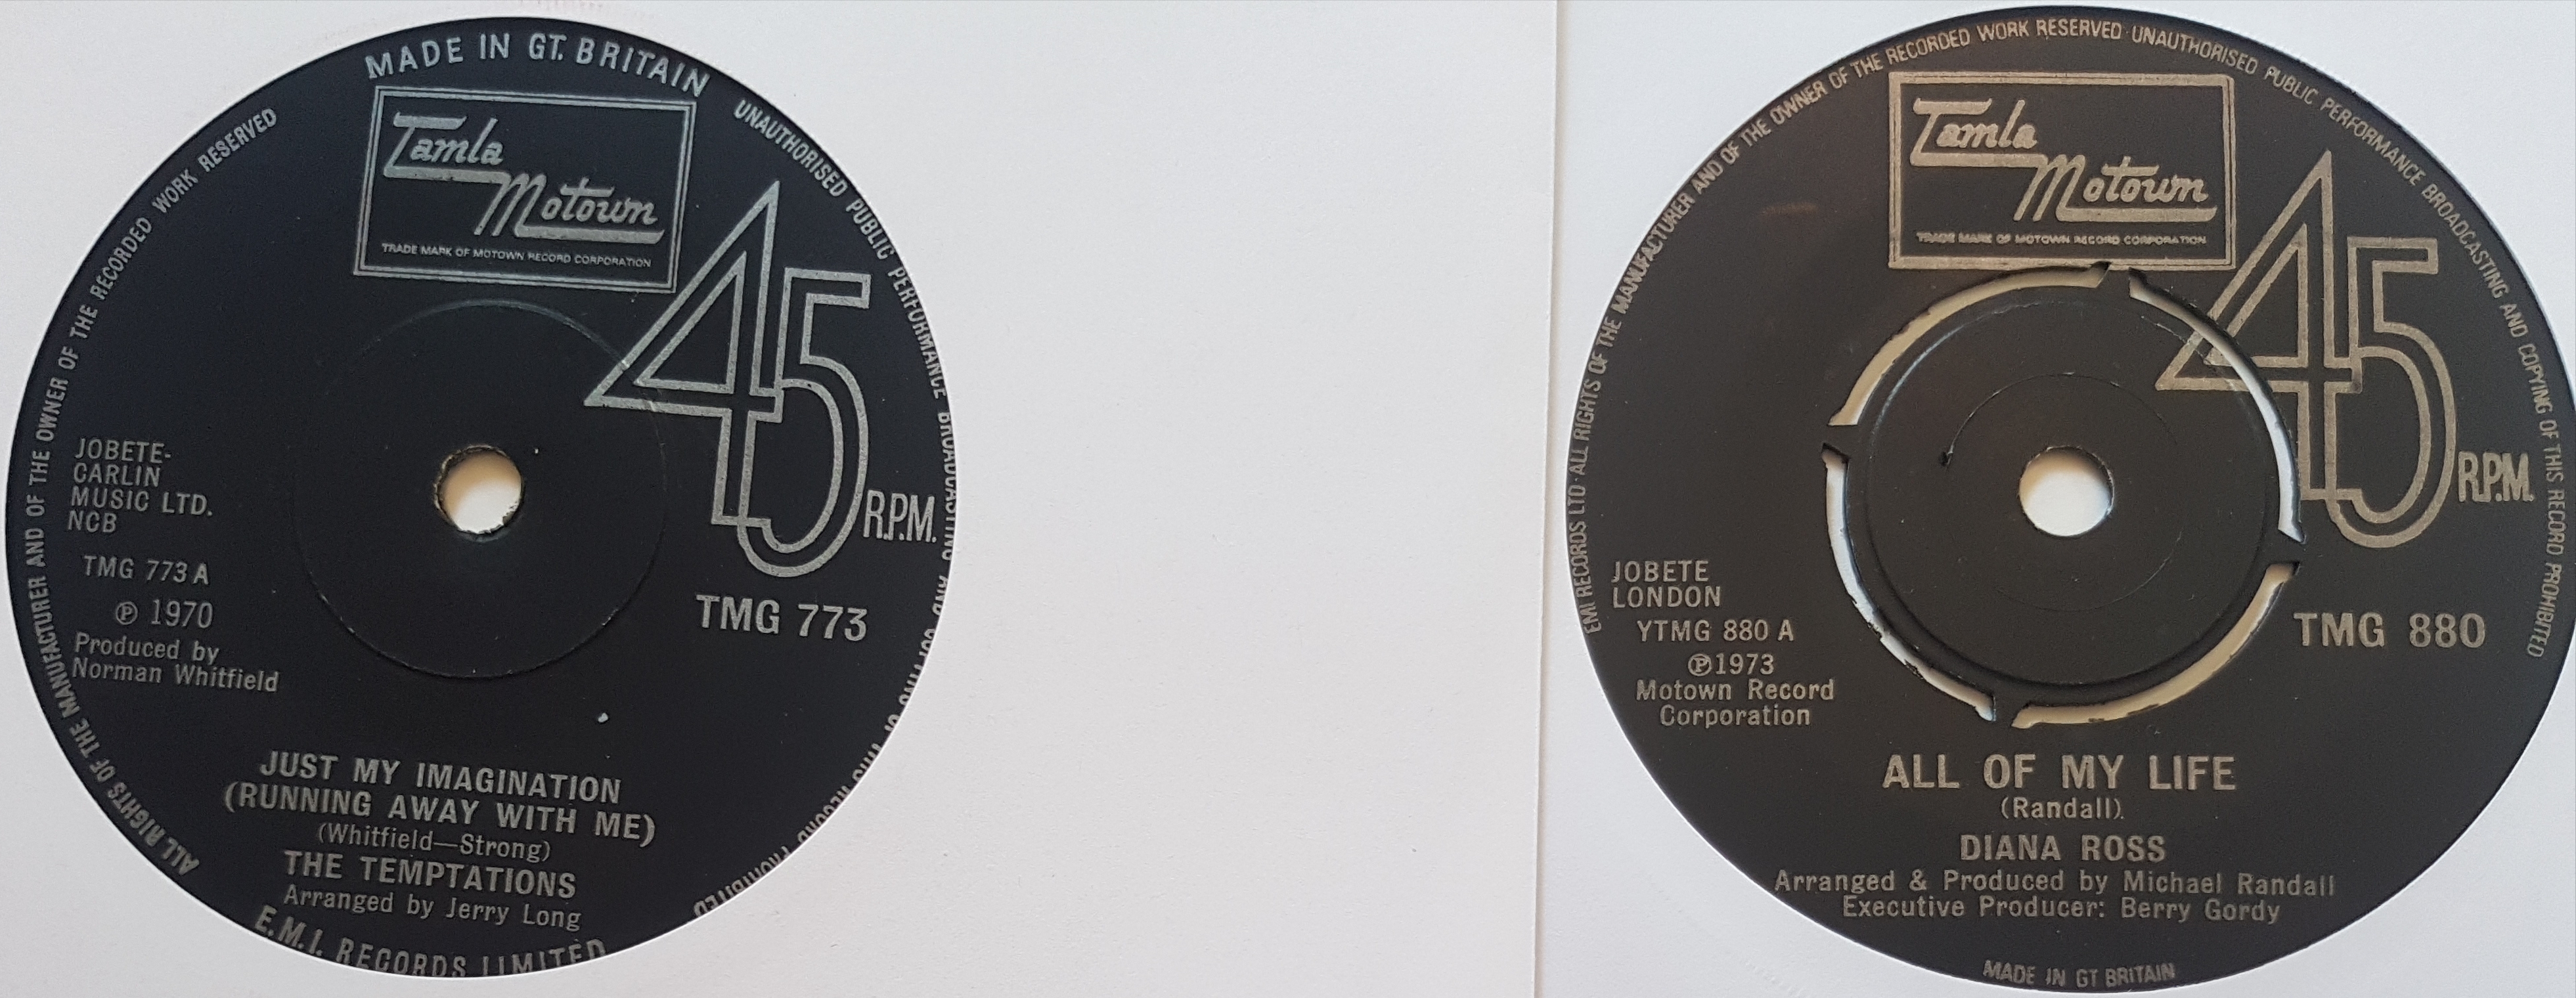 MADE IN GT. BRITAIN
ALL RIGHTS OF THE MANUFACTURER AND OF THE OWNER OF THE RECORDED WORK RESERVED
UNAUTHORISED PUBLIC PERFORMANCE BROADCASTING AND COPYING OF THIS RECORD PROHIBITED
Tamla
Motown
TRADE MARK OF MOTOWN RECORD CORPORATION
45
R.P.M.
TMG 773
JOBETE-
CARLIN
MUSIC LTD.
NCB
TMG 773 A
℗ 1970
Produced by
Norman Whitfield
JUST MY IMAGINATION
(RUNNING AWAY WITH ME)
(Whitfield—Strong)
THE TEMPTATIONS
Arranged by Jerry Long
E.M.I. RECORDS LIMITED
EMI RECORDS LTD·ALL RIGHTS OF THE MANUFACTURER AND OF THE OWNER OF THE RECORDED WORK RESERVED·UNAUTHORISED PUBLIC PERFORMANCE BROADCASTING AND COPYING OF THIS RECORD PROHIBITED
Tamla
Motown
TRADE MARK OF MOTOWN RECORD CORPORATION
45
R.P.M.
TMG 880
JOBETE
LONDON
YTMG 880 A
℗1973
Motown Record
Corporation
ALL OF MY LIFE
(Randall)
DIANA ROSS
Arranged & Produced by Michael Randall
Executive Producer: Berry Gordy
MADE IN GT BRITAIN